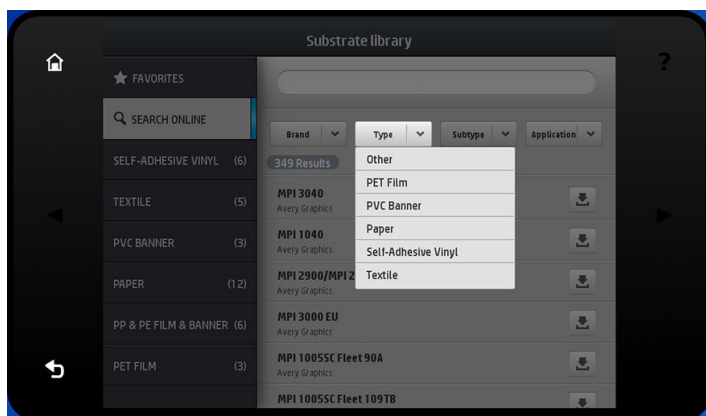 Substrate library
?
FAVORITES
SEARCH ONLINE
SELF-ADHESIVE VINYL (6)
TEXTILE (5)
PVC BANNER (3)
PAPER (12)
PP & PE FILM & BANNER (6)
PET FILM (3)
Brand Type Subtype Application
349 Results
Other
PET Film
PVC Banner
Paper
Self-Adhesive Vinyl
Textile
MPI 3040
Avery Graphics
MPI 1040
Avery Graphics
MPI 2900/MPI 2
Avery Graphics
MPI 3000 EU
Avery Graphics
MPI 1005SC Fleet 90A
Avery Graphics
MPI 1005SC Fleet 109TB